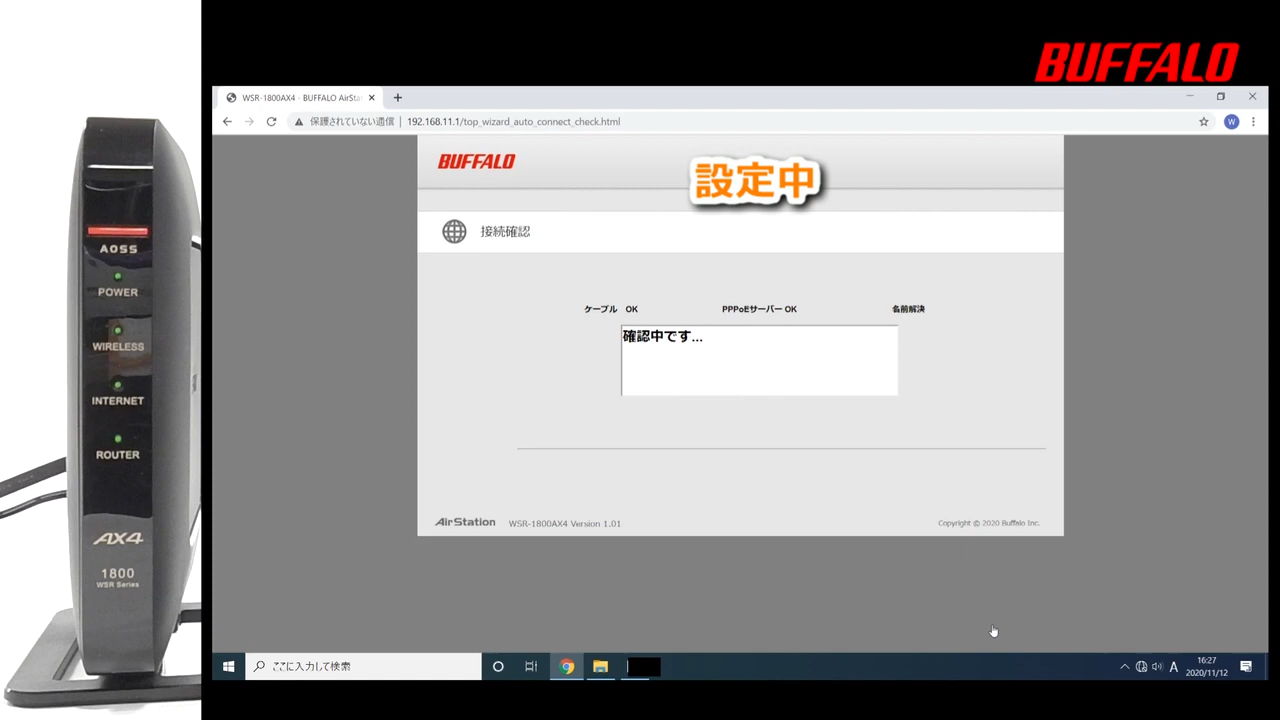 BUFFALO
WSR-1800AX4 - BUFFALO AirSta
保護されていない通信 | 192.168.11.1/top_wizard_auto_connect_check.html
W
BUFFALO
設定中
接続確認
ケーブル OK PPPoEサーバー OK 名前解決
確認中です...
AirStation WSR-1800AX4 Version 1.01 Copyright © 2020 Buffalo Inc.
ここに入力して検索
A
16:27
2020/11/12
AOSS
POWER
WIRELESS
INTERNET
ROUTER
AX4
1800
WSR Series